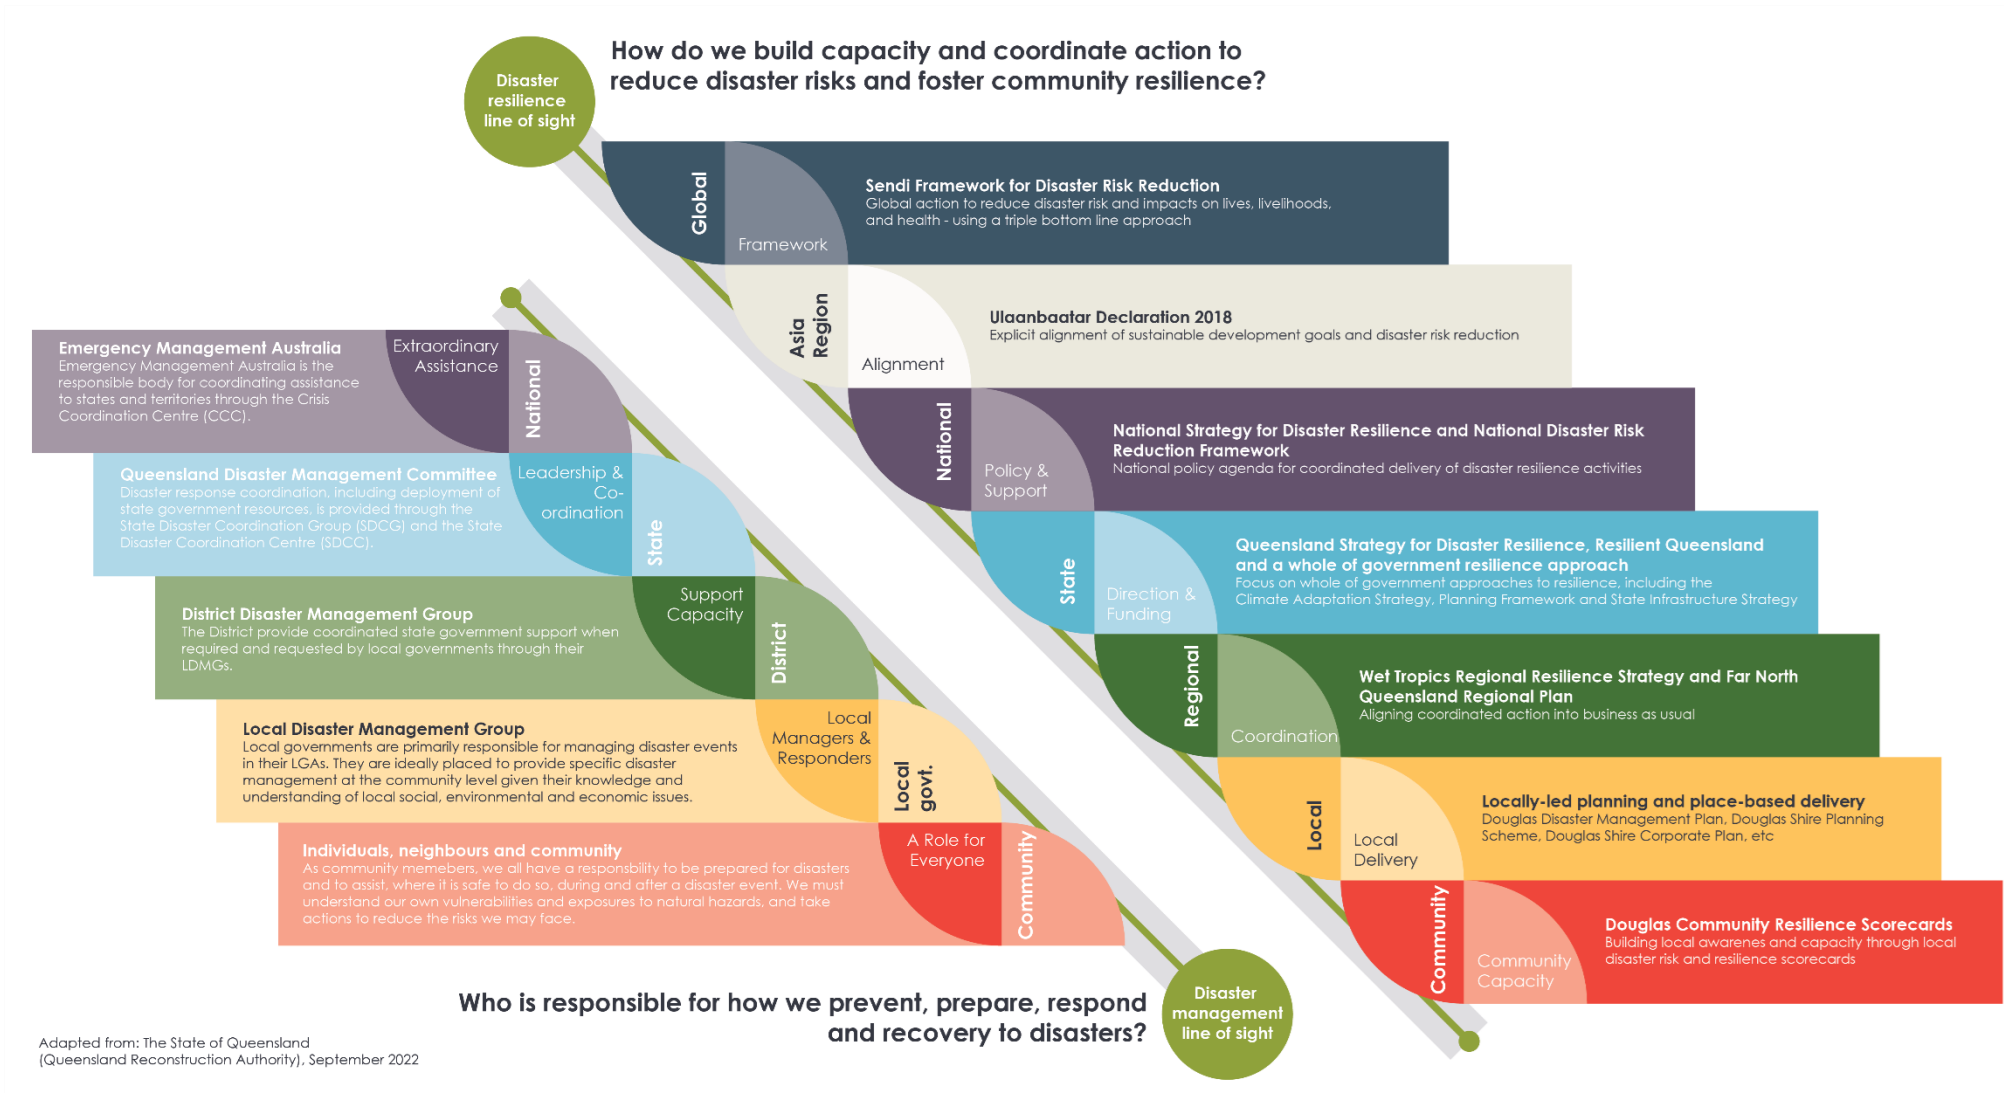 Disaster
resilience
line of sight
How do we build capacity and coordinate action to
reduce disaster risks and foster community resilience?
Global
Framework
Sendi Framework for Disaster Risk Reduction
Global action to reduce disaster risk and impacts on lives, livelihoods,
and health - using a triple bottom line approach
Asia
Region
Alignment
Ulaanbaatar Declaration 2018
Explicit alignment of sustainable development goals and disaster risk reduction
National
Policy &
Support
National Strategy for Disaster Resilience and National Disaster Risk
Reduction Framework
National policy agenda for coordinated delivery of disaster resilience activities
State
Direction &
Funding
Queensland Strategy for Disaster Resilience, Resilient Queensland
and a whole of government resilience approach
Focus on whole of government approaches to resilience, including the
Climate Adaptation Strategy, Planning Framework and State Infrastructure Strategy
Regional
Coordination
Wet Tropics Regional Resilience Strategy and Far North
Queensland Regional Plan
Aligning coordinated action into business as usual
Local
Local
Delivery
Locally-led planning and place-based delivery
Douglas Disaster Management Plan, Douglas Shire Planning
Scheme, Douglas Shire Corporate Plan, etc
Community
Community
Capacity
Douglas Community Resilience Scorecards
Building local awarenes and capacity through local
disaster risk and resilience scorecards
Emergency Management Australia
Emergency Management Australia is the
responsible body for coordinating assistance
to states and territories through the Crisis
Coordination Centre (CCC).
Extraordinary
Assistance
National
Queensland Disaster Management Committee
Disaster response coordination, including deployment of
state government resources, is provided through the
State Disaster Coordination Group (SDCG) and the State
Disaster Coordination Centre (SDCC).
Leadership &
Co-
ordination
State
District Disaster Management Group
The District provide coordinated state government support when
required and requested by local governments through their
LDMGs.
Support
Capacity
District
Local Disaster Management Group
Local governments are primarily responsible for managing disaster events
in their LGAs. They are ideally placed to provide specific disaster
management at the community level given their knowledge and
understanding of local social, environmental and economic issues.
Local
Managers &
Responders
Local
govt.
Individuals, neighbours and community
As community memebers, we all have a responsbility to be prepared for disasters
and to assist, where it is safe to do so, during and after a disaster event. We must
understand our own vulnerabilities and exposures to natural hazards, and take
actions to reduce the risks we may face.
A Role for
Everyone
Community
Who is responsible for how we prevent, prepare, respond
and recovery to disasters?
Disaster
management
line of sight
Adapted from: The State of Queensland
(Queensland Reconstruction Authority), September 2022